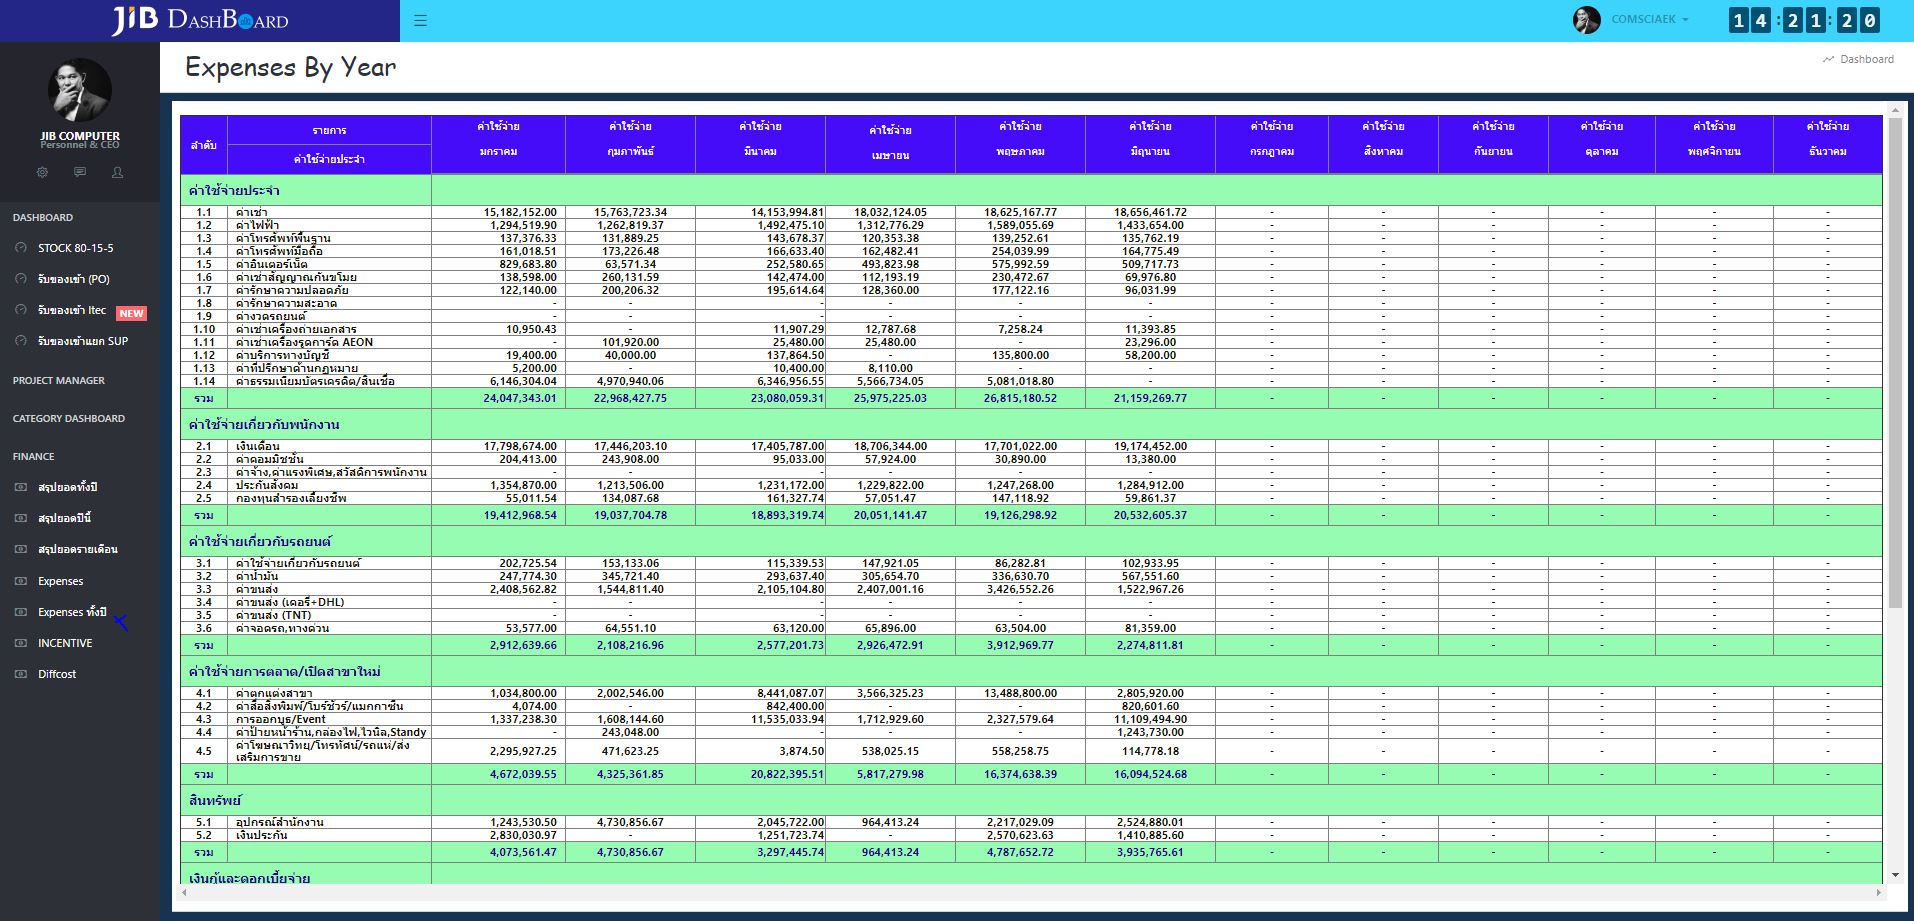 JIB DASHBOARD
COMSCIAEK
14:21:20
JIB COMPUTER
Personnel & CEO
DASHBOARD
STOCK 80-15-5
รับของเข้า (PO)
รับของเข้า Itec NEW
รับของเข้าแยก SUP
PROJECT MANAGER
CATEGORY DASHBOARD
FINANCE
สรุปยอดทั้งปี
สรุปยอดปีนี้
สรุปยอดรายเดือน
Expenses
Expenses ทั้งปี
INCENTIVE
Diffcost
Expenses By Year
Dashboard
ลำดับ รายการ ค่าใช้จ่าย ค่าใช้จ่าย ค่าใช้จ่าย ค่าใช้จ่าย ค่าใช้จ่าย ค่าใช้จ่าย ค่าใช้จ่าย ค่าใช้จ่าย ค่าใช้จ่าย ค่าใช้จ่าย ค่าใช้จ่าย ค่าใช้จ่าย
ค่าใช้จ่ายประจำ มกราคม กุมภาพันธ์ มีนาคม เมษายน พฤษภาคม มิถุนายน กรกฎาคม สิงหาคม กันยายน ตุลาคม พฤศจิกายน ธันวาคม
ค่าใช้จ่ายประจำ
1.1 ค่าเช่า 15,182,152.00 15,763,723.34 14,153,994.81 18,032,124.05 18,625,167.77 18,656,461.72 - - - - - -
1.2 ค่าไฟฟ้า 1,294,519.90 1,262,819.37 1,492,475.10 1,312,776.29 1,589,055.69 1,433,654.00 - - - - - -
1.3 ค่าโทรศัพท์พื้นฐาน 137,376.33 131,889.25 143,678.37 120,353.38 139,252.61 135,762.19 - - - - - -
1.4 ค่าโทรศัพท์มือถือ 161,018.51 173,226.48 166,633.40 162,482.41 254,039.99 164,775.49 - - - - - -
1.5 ค่าอินเตอร์เน็ต 829,683.80 63,571.34 252,580.65 493,823.98 575,992.59 509,717.73 - - - - - -
1.6 ค่าเช่าสัญญาณกันขโมย 138,598.00 260,131.59 142,474.00 112,193.19 230,472.67 69,976.80 - - - - - -
1.7 ค่ารักษาความปลอดภัย 122,140.00 200,206.32 195,614.64 128,360.00 177,122.16 96,031.99 - - - - - -
1.8 ค่ารักษาความสะอาด - - - - - - - - - - - -
1.9 ค่างวดรถยนต์ - - - - - - - - - - - -
1.10 ค่าเช่าเครื่องถ่ายเอกสาร 10,950.43 - 11,907.29 12,787.68 7,258.24 11,393.85 - - - - - -
1.11 ค่าเช่าเครื่องรูดการ์ด AEON - 101,920.00 25,480.00 25,480.00 - 23,296.00 - - - - - -
1.12 ค่าบริการทางบัญชี 19,400.00 40,000.00 137,864.50 - 135,800.00 58,200.00 - - - - - -
1.13 ค่าที่ปรึกษาด้านกฎหมาย 5,200.00 - 10,400.00 8,110.00 - - - - - - - -
1.14 ค่าธรรมเนียมบัตรเครดิต/สินเชื่อ 6,146,304.04 4,970,940.06 6,346,956.55 5,566,734.05 5,081,018.80 - - - - - - -
รวม 24,047,343.01 22,968,427.75 23,080,059.31 25,975,225.03 26,815,180.52 21,159,269.77 - - - - - -
ค่าใช้จ่ายเกี่ยวกับพนักงาน
2.1 เงินเดือน 17,798,674.00 17,446,203.10 17,405,787.00 18,706,344.00 17,701,022.00 19,174,452.00 - - - - - -
2.2 ค่าคอมมิชชั่น 204,413.00 243,908.00 95,033.00 57,924.00 30,890.00 13,380.00 - - - - - -
2.3 ค่าจ้าง,ค่าแรงพิเศษ,สวัสดิการพนักงาน - - - - - - - - - - - -
2.4 ประกันสังคม 1,354,870.00 1,213,506.00 1,231,172.00 1,229,822.00 1,247,268.00 1,284,912.00 - - - - - -
2.5 กองทุนสำรองเลี้ยงชีพ 55,011.54 134,087.68 161,327.74 57,051.47 147,118.92 59,861.37 - - - - - -
รวม 19,412,968.54 19,037,704.78 18,893,319.74 20,051,141.47 19,126,298.92 20,532,605.37 - - - - - -
ค่าใช้จ่ายเกี่ยวกับรถยนต์
3.1 ค่าใช้จ่ายเกี่ยวกับรถยนต์ 202,725.54 153,133.06 115,339.53 147,921.05 86,282.81 102,933.95 - - - - - -
3.2 ค่าน้ำมัน 247,774.30 345,721.40 293,637.40 305,654.70 336,630.70 567,551.60 - - - - - -
3.3 ค่าขนส่ง 2,408,562.82 1,544,811.40 2,105,104.80 2,407,001.16 3,426,552.26 1,522,967.26 - - - - - -
3.4 ค่าขนส่ง (เคอรี่+DHL) - - - - - - - - - - - -
3.5 ค่าขนส่ง (TNT) - - - - - - - - - - - -
3.6 ค่าจอดรถ,ทางด่วน 53,577.00 64,551.10 63,120.00 65,896.00 63,504.00 81,359.00 - - - - - -
รวม 2,912,639.66 2,108,216.96 2,577,201.73 2,926,472.91 3,912,969.77 2,274,811.81 - - - - - -
ค่าใช้จ่ายการตลาด/เปิดสาขาใหม่
4.1 ค่าตกแต่งสาขา 1,034,800.00 2,002,546.00 8,441,087.07 3,566,325.23 13,488,800.00 2,805,920.00 - - - - - -
4.2 ค่าสื่อสิ่งพิมพ์/โบร์ชัวร์/แมกกาซีน 4,074.00 - 842,400.00 - - 820,601.60 - - - - - -
4.3 การออกบูธ/Event 1,337,238.30 1,608,144.60 11,535,033.94 1,712,929.60 2,327,579.64 11,109,494.90 - - - - - -
4.4 ค่าป้ายหน้าร้าน,กล่องไฟ,ไวนิล,Standy - 243,048.00 - - - 1,243,730.00 - - - - - -
4.5 ค่าโฆษณาวิทยุ/โทรทัศน์/รถแห่/ส่งเสริมการขาย 2,295,927.25 471,623.25 3,874.50 538,025.15 558,258.75 114,778.18 - - - - - -
รวม 4,672,039.55 4,325,361.85 20,822,395.51 5,817,279.98 16,374,638.39 16,094,524.68 - - - - - -
สินทรัพย์
5.1 อุปกรณ์สำนักงาน 1,243,530.50 4,730,856.67 2,045,722.00 964,413.24 2,217,029.09 2,524,880.01 - - - - - -
5.2 เงินประกัน 2,830,030.97 - 1,251,723.74 - 2,570,623.63 1,410,885.60 - - - - - -
รวม 4,073,561.47 4,730,856.67 3,297,445.74 964,413.24 4,787,652.72 3,935,765.61 - - - - - -
เงินกู้และดอกเบี้ยจ่าย